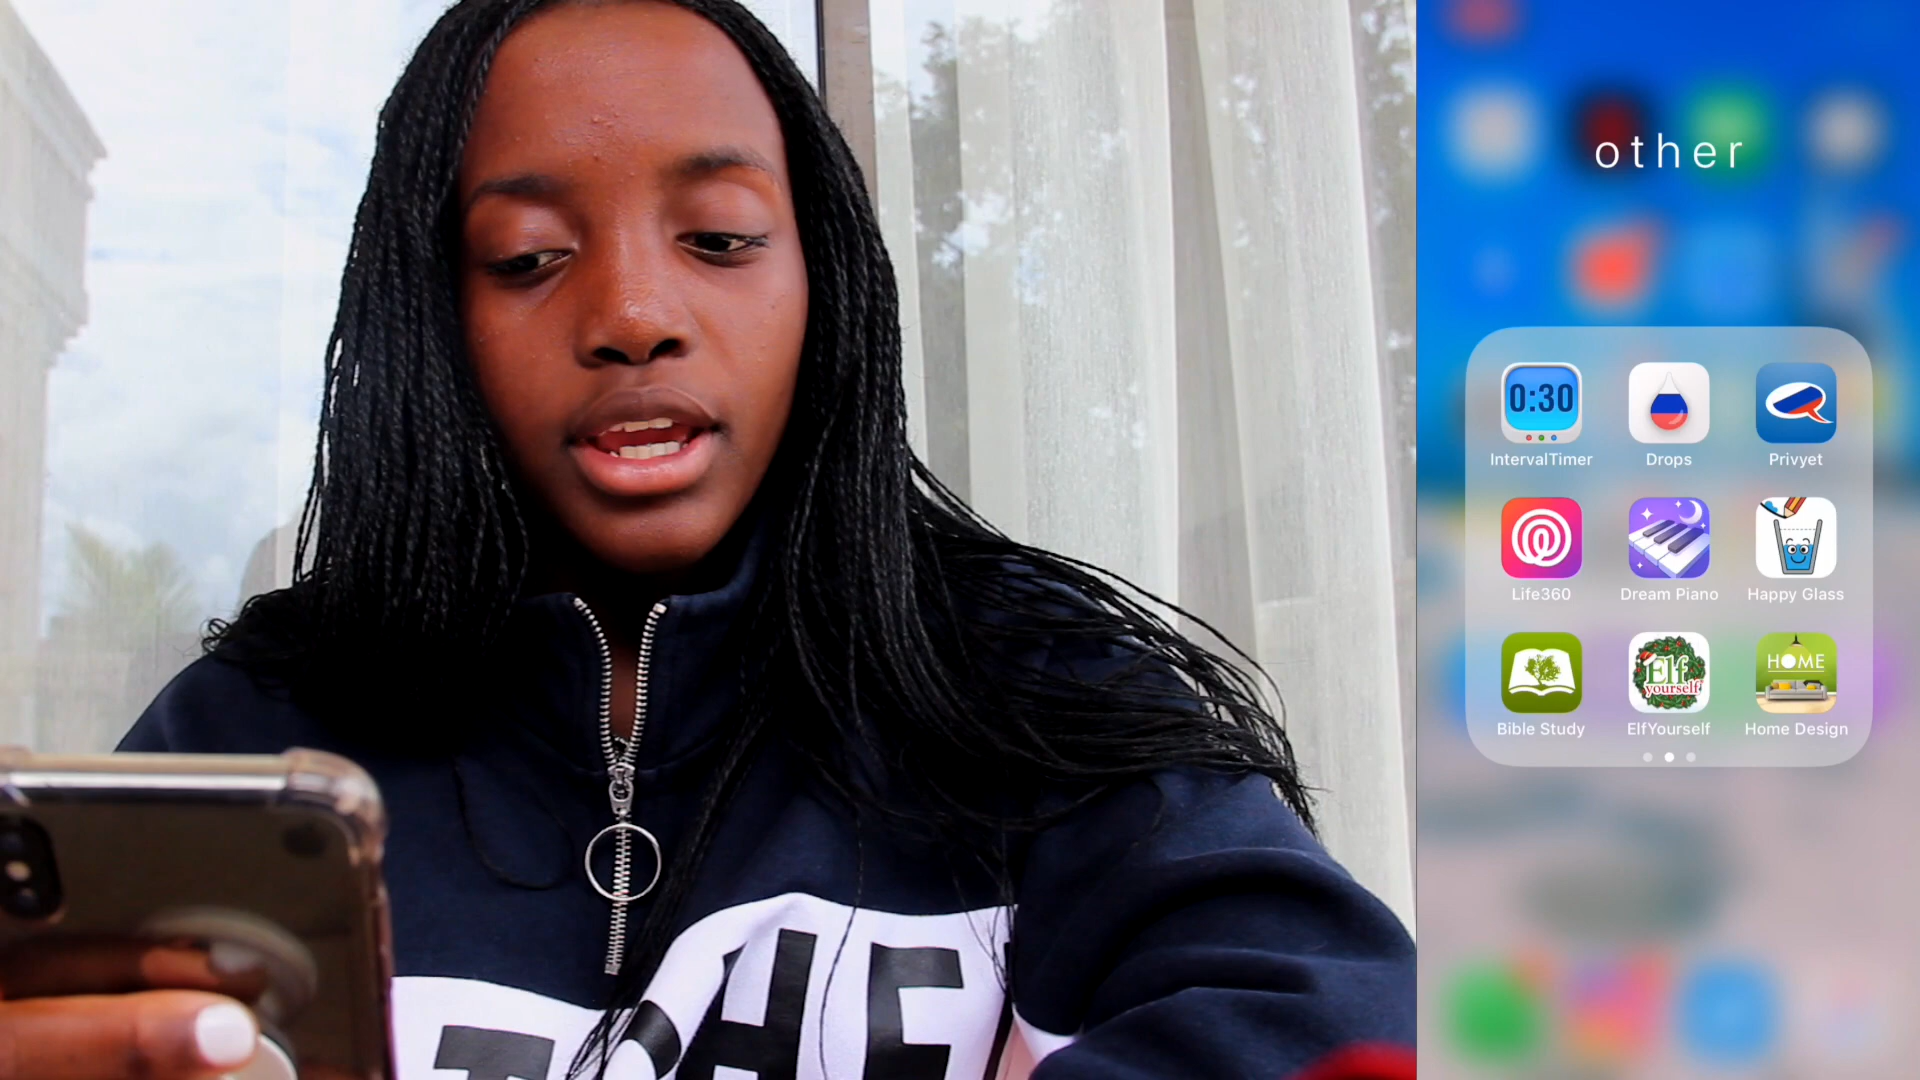 other
0:30
IntervalTimer
Drops
Privyet
Life360
Dream Piano
Happy Glass
Bible Study
Elf
yourself
ElfYourself
HOME
Home Design